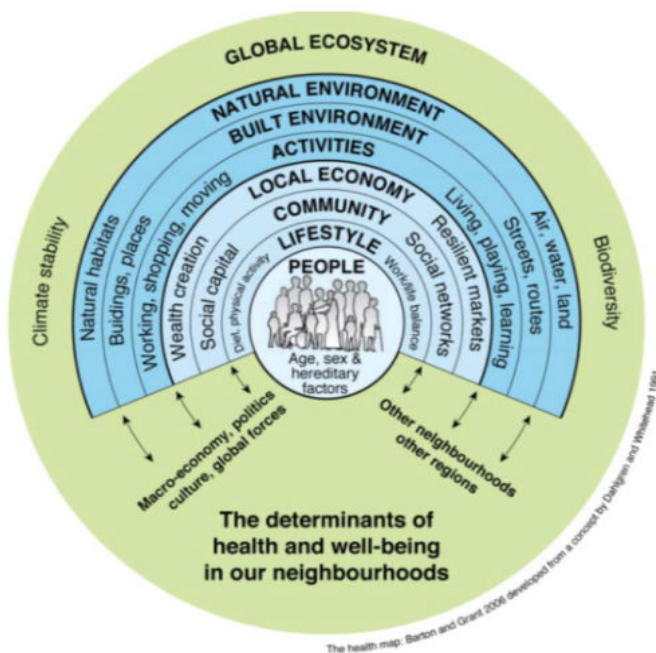 GLOBAL ECOSYSTEM
NATURAL ENVIRONMENT
BUILT ENVIRONMENT
ACTIVITIES
LOCAL ECONOMY
COMMUNITY
LIFESTYLE
PEOPLE
Age, sex &
hereditary
factors
Climate stability
Natural habitats
Buidings, places
Working, shopping, moving
Wealth creation
Social capital
Diet, physical activity
Work/life balance
Social networks
Resilient markets
Living, playing, learning
Streets, routes
Air, water, land
Biodiversity
Macro-economy, politics
culture, global forces
Other neighbourhoods
other regions
The determinants of
health and well-being
in our neighbourhoods
The health map: Barton and Grant 2006 developed from a concept by Dahlgren and Whitehead 1991